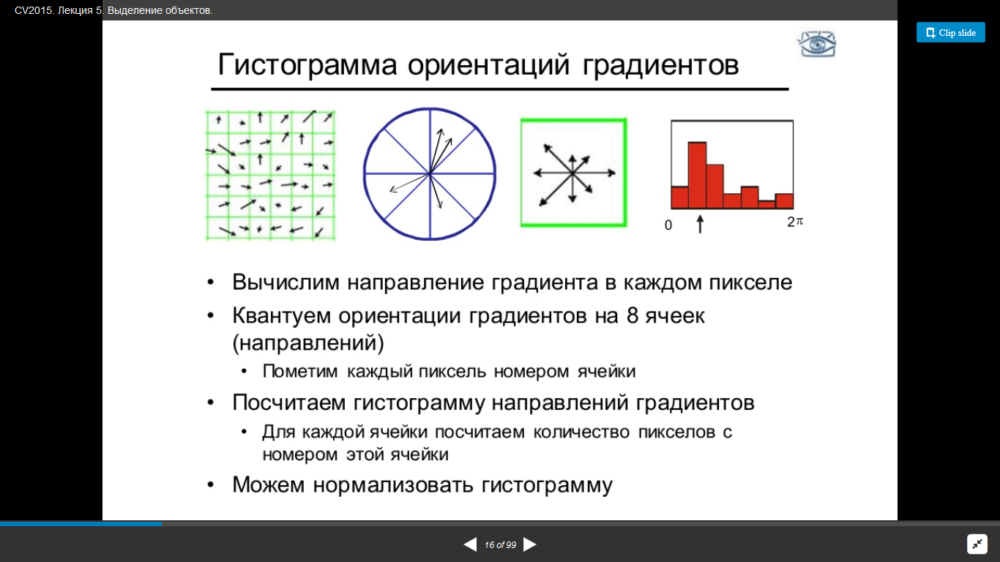 CV2015. Лекция 5. Выделение объектов.
Clip slide
Гистограмма ориентаций градиентов
0
2π
• Вычислим направление градиента в каждом пикселе
• Квантуем ориентации градиентов на 8 ячеек
(направлений)
• Пометим каждый пиксель номером ячейки
• Посчитаем гистограмму направлений градиентов
• Для каждой ячейки посчитаем количество пикселов с
номером этой ячейки
• Можем нормализовать гистограмму
16 of 99